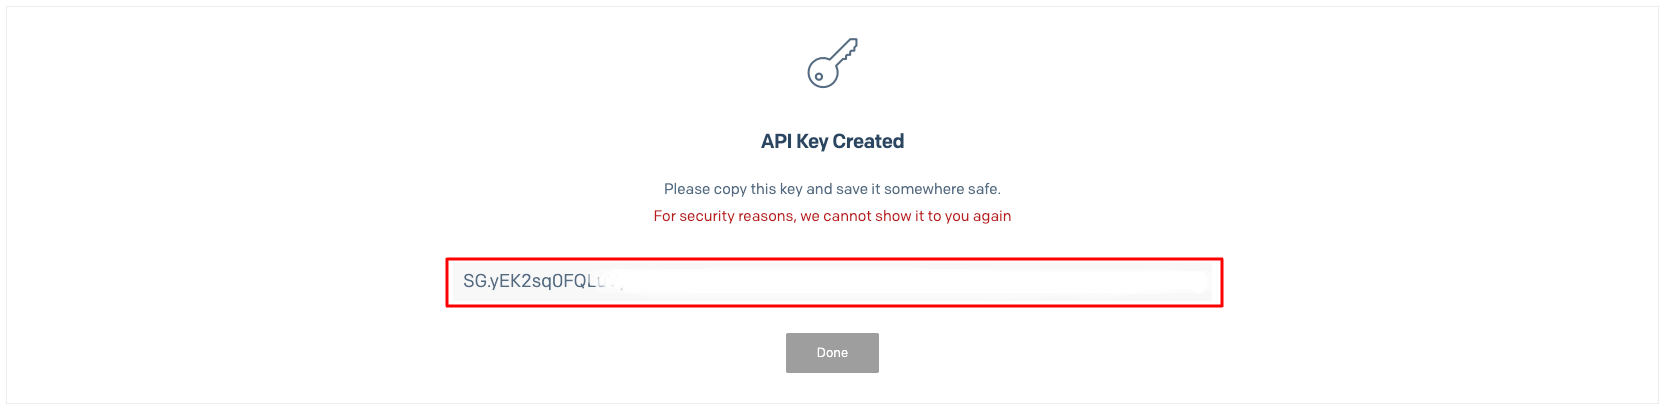 API Key Created
Please copy this key and save it somewhere safe.
For security reasons, we cannot show it to you again
SG.yEK2sq0FQL
Done